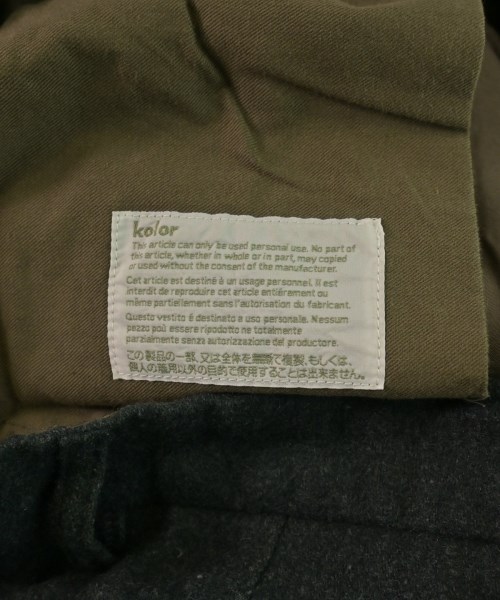 kolor
This article can only be used personal use. No part of
this article, whether in whole or in part, may copied
or used without the consent of the manufacturer.
Cet article est destiné à un usage personnel. Il est
interdit de reproduire cet article entiérement ou
même partiellement sans l'autorisation du fabricant.
Questo vestito é destinato a uso personale. Nessum
pezzo può essere ripodotto ne totalmente
parzialmente senza autorizzazione del productore.
この製品の一部、又は全体を無断で複製、もしくは、
個人の着用以外の目的で使用することは出来ません。